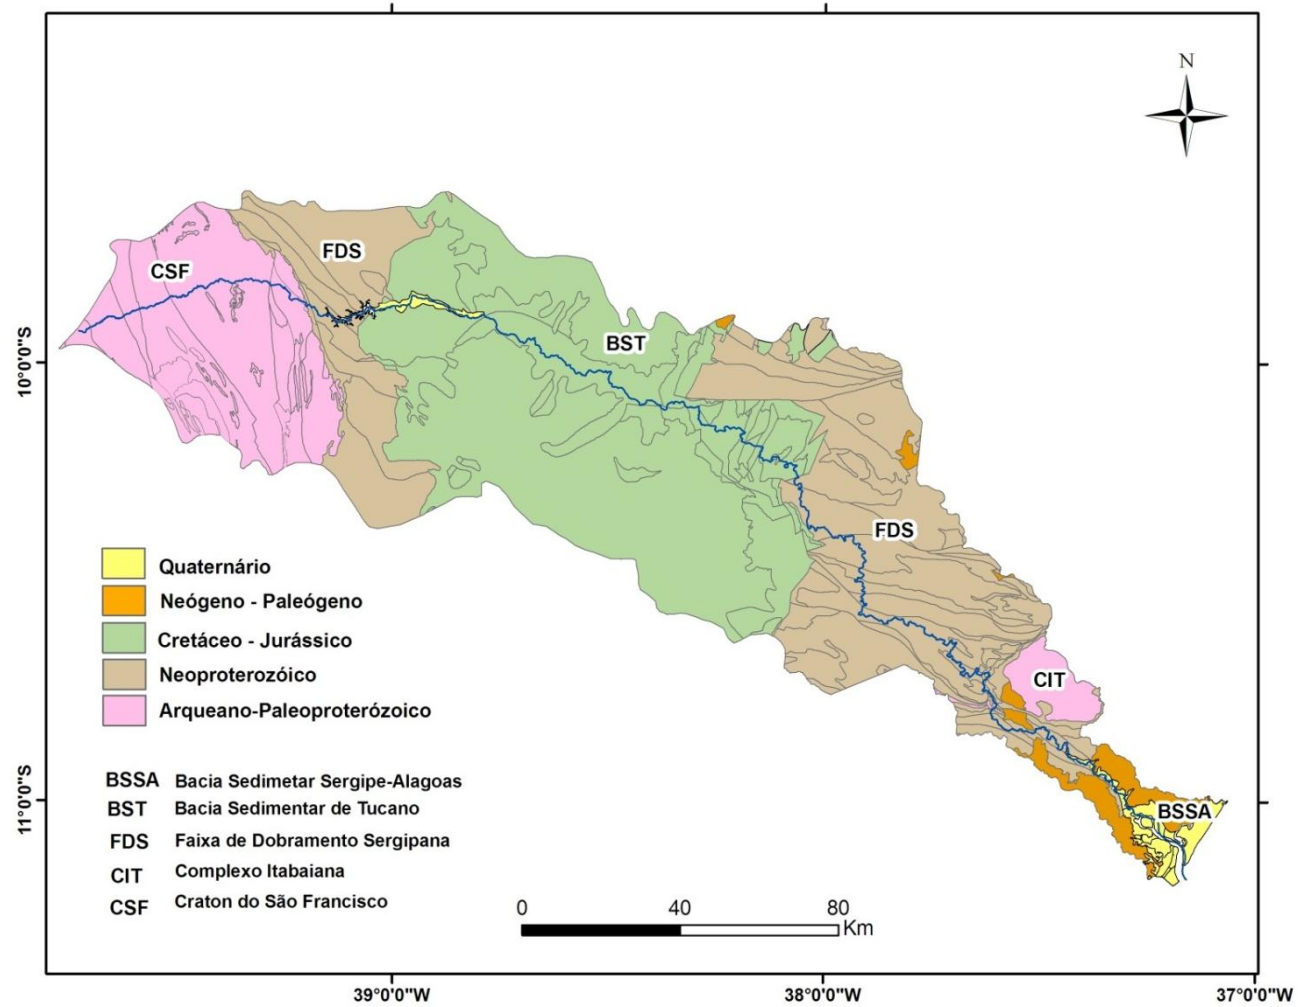 N
FDS
CSF
BST
FDS
CIT
BSSA
10°0'0"S
11°0'0"S
Quaternário
Neógeno - Paleógeno
Cretáceo - Jurássico
Neoproterozóico
Arqueano-Paleoproterózoico
BSSA Bacia Sedimetar Sergipe-Alagoas
BST Bacia Sedimentar de Tucano
FDS Faixa de Dobramento Sergipana
CIT Complexo Itabaiana
CSF Craton do São Francisco
0 40 80
Km
39°0'0"W 38°0'0"W 37°0'0"W